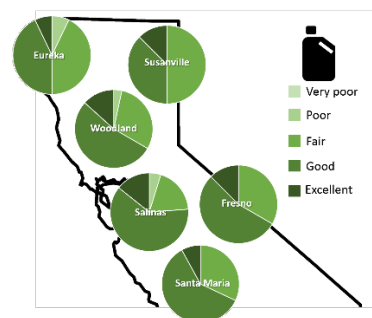 Eureka
Susanville
Woodland
Salinas
Fresno
Santa Maria
Very poor
Poor
Fair
Good
Excellent